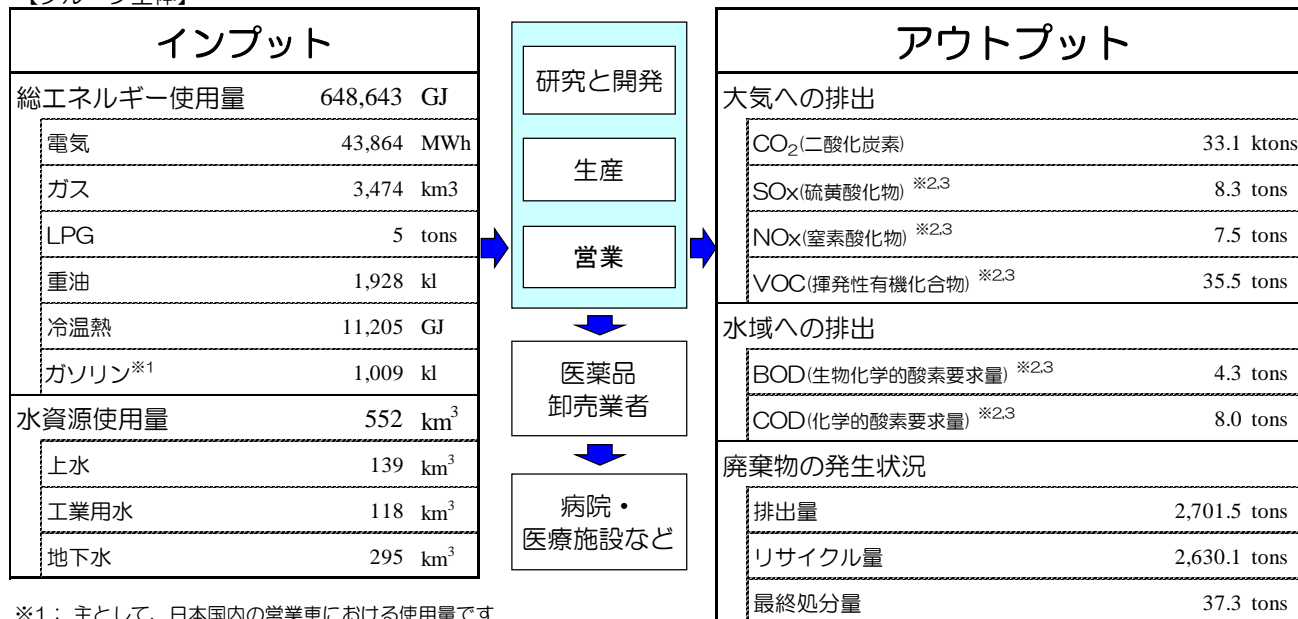 インプット
総エネルギー使用量 648,643 GJ
電気 43,864 MWh
ガス 3,474 km3
LPG 5 tons
重油 1,928 kl
冷温熱 11,205 GJ
ガソリン※1 1,009 kl
水資源使用量 552 km3
上水 139 km3
工業用水 118 km3
地下水 295 km3
※1： 主として、日本国内の営業車における使用量です
研究と開発
生産
営業
医薬品
卸売業者
病院・
医療施設など
アウトプット
大気への排出
CO2(二酸化炭素) 33.1 ktons
SOx(硫黄酸化物) ※2,3 8.3 tons
NOx(窒素酸化物) ※2,3 7.5 tons
VOC(揮発性有機化合物) ※2,3 35.5 tons
水域への排出
BOD(生物化学的酸素要求量) ※2,3 4.3 tons
COD(化学的酸素要求量) ※2,3 8.0 tons
廃棄物の発生状況
排出量 2,701.5 tons
リサイクル量 2,630.1 tons
最終処分量 37.3 tons